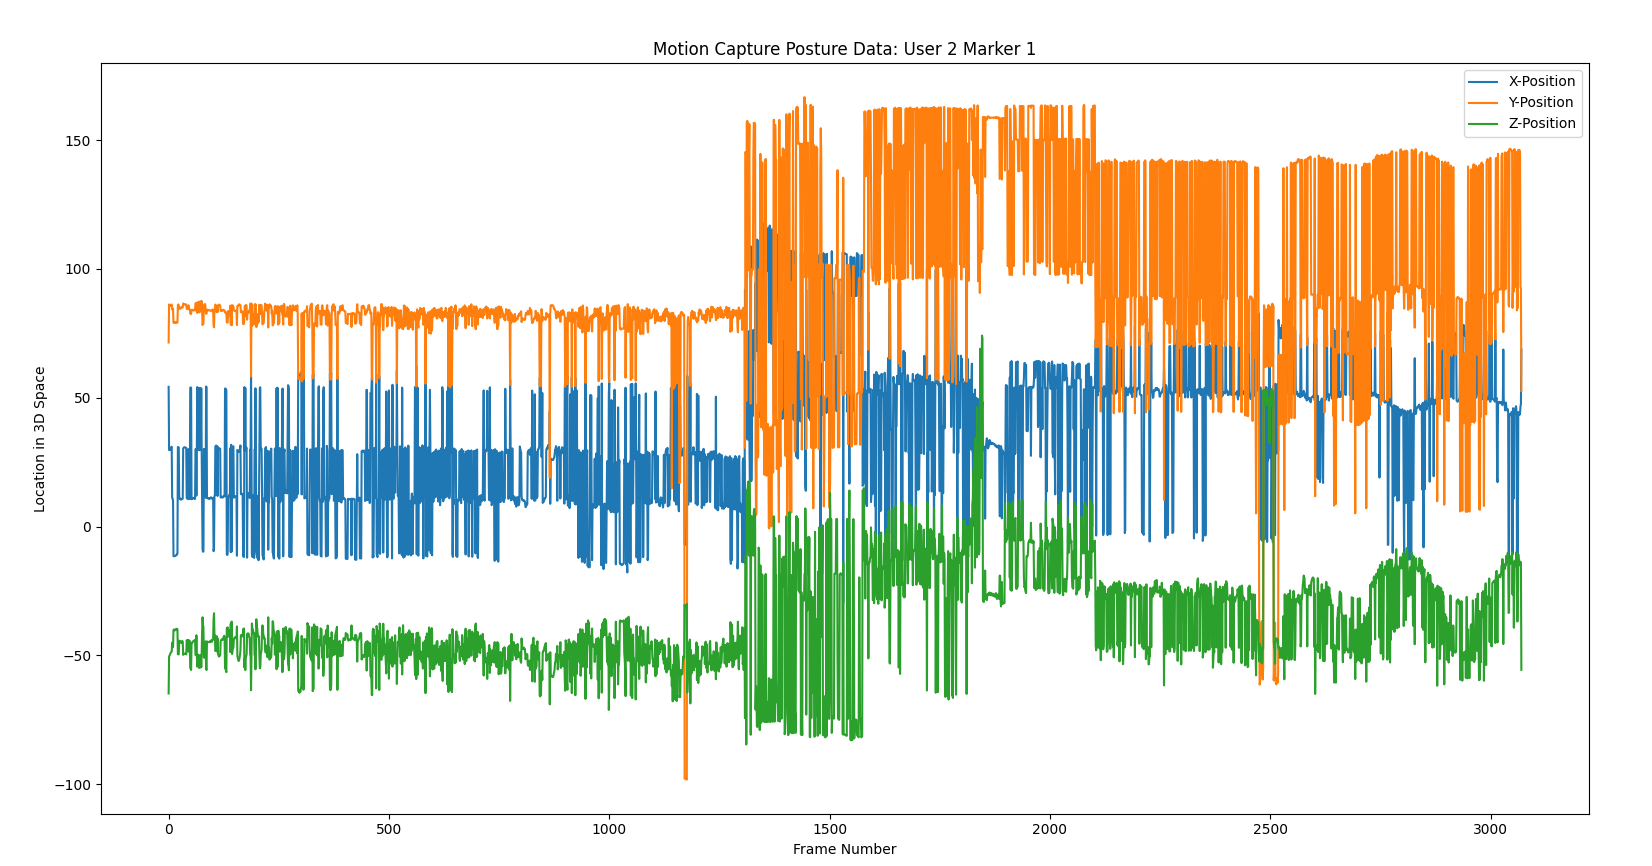 Motion Capture Posture Data: User 2 Marker 1
X-Position
Y-Position
Z-Position
Location in 3D Space
150
100
50
0
−50
−100
0
500
1000
1500
2000
2500
3000
Frame Number